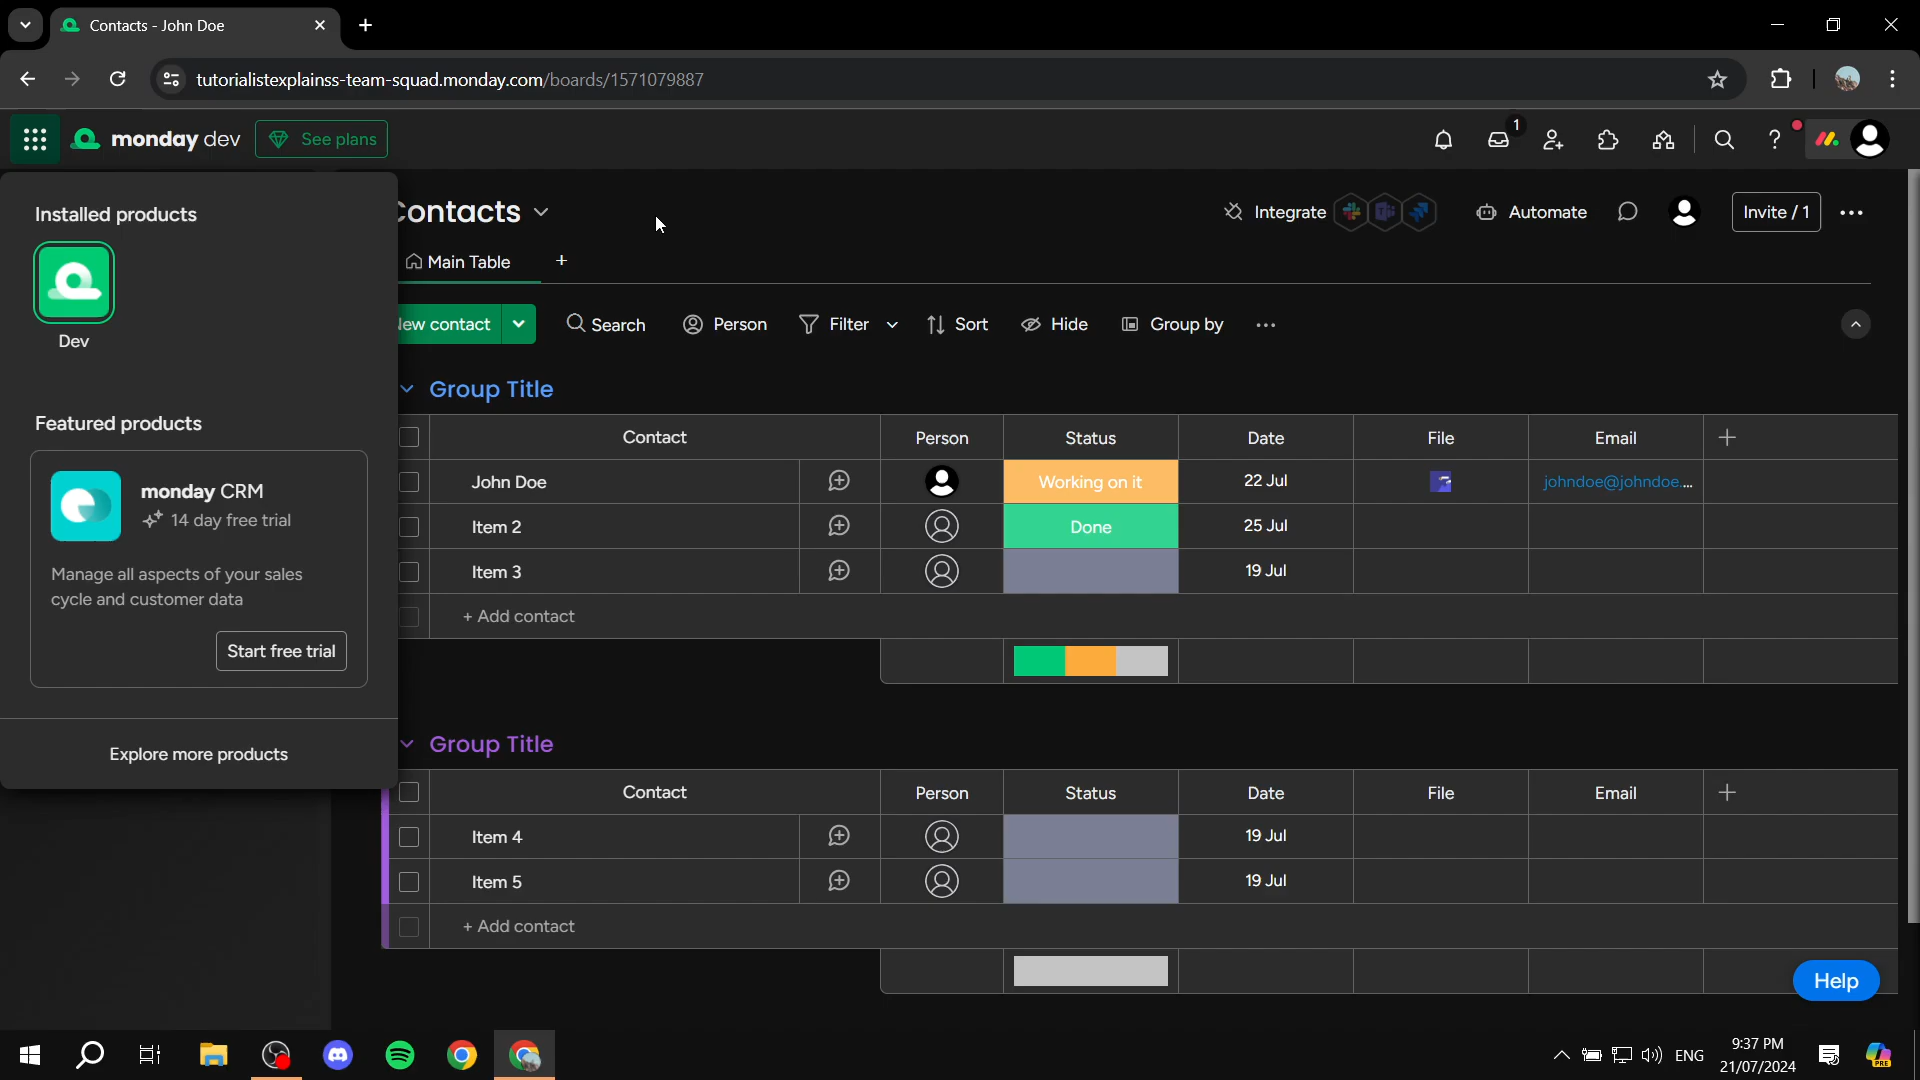 Contacts - John Doe
tutorialistexplainss-team-squad.monday.com/boards/1571079887
monday dev
See plans
1
?
Installed products
Dev
Featured products
monday CRM
14 day free trial
Manage all aspects of your sales
cycle and customer data
Start free trial
Explore more products
Contacts
Integrate
Automate
Invite / 1
Main Table
+
New contact
Search
Person
Filter
Sort
Hide
Group by
Group Title
Contact Person Status Date File Email +
John Doe Working on it 22 Jul johndoe@johndoe....
Item 2 Done 25 Jul
Item 3 19 Jul
+ Add contact
Group Title
Contact Person Status Date File Email +
Item 4 19 Jul
Item 5 19 Jul
+ Add contact
Help
ENG
9:37 PM
21/07/2024
PRE